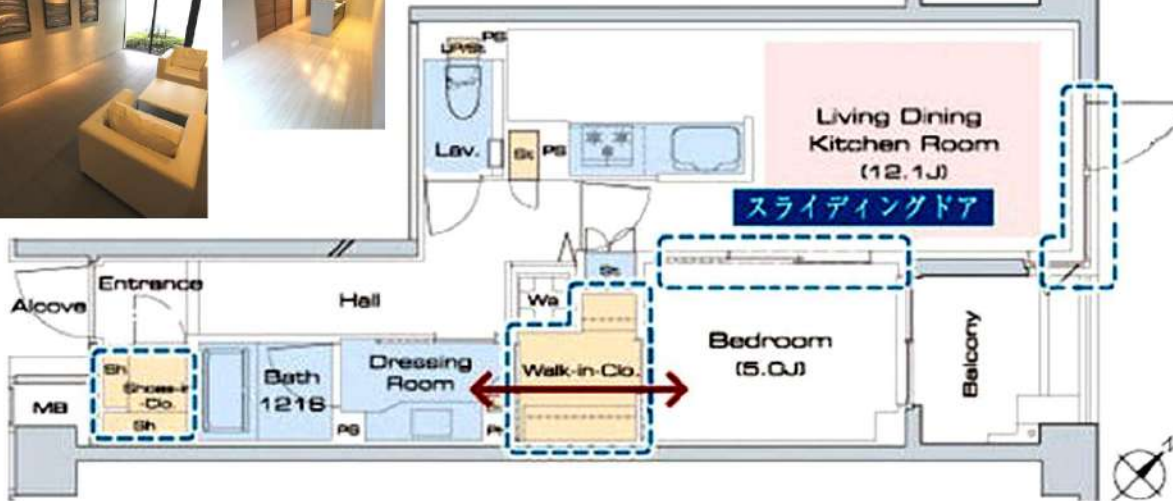 PS
UP/St.
Lav.
St
PS
Living Dining
Kitchen Room
(12.1J)
スライディングドア
Alcove
Entrance
Hall
St.
Wa
Bedroom
(5.0J)
Balcony
MB
Sh
Shoes-in
Clo.
Sh
Bath
1216
Dressing
Room
Walk-in-Clo.
PS